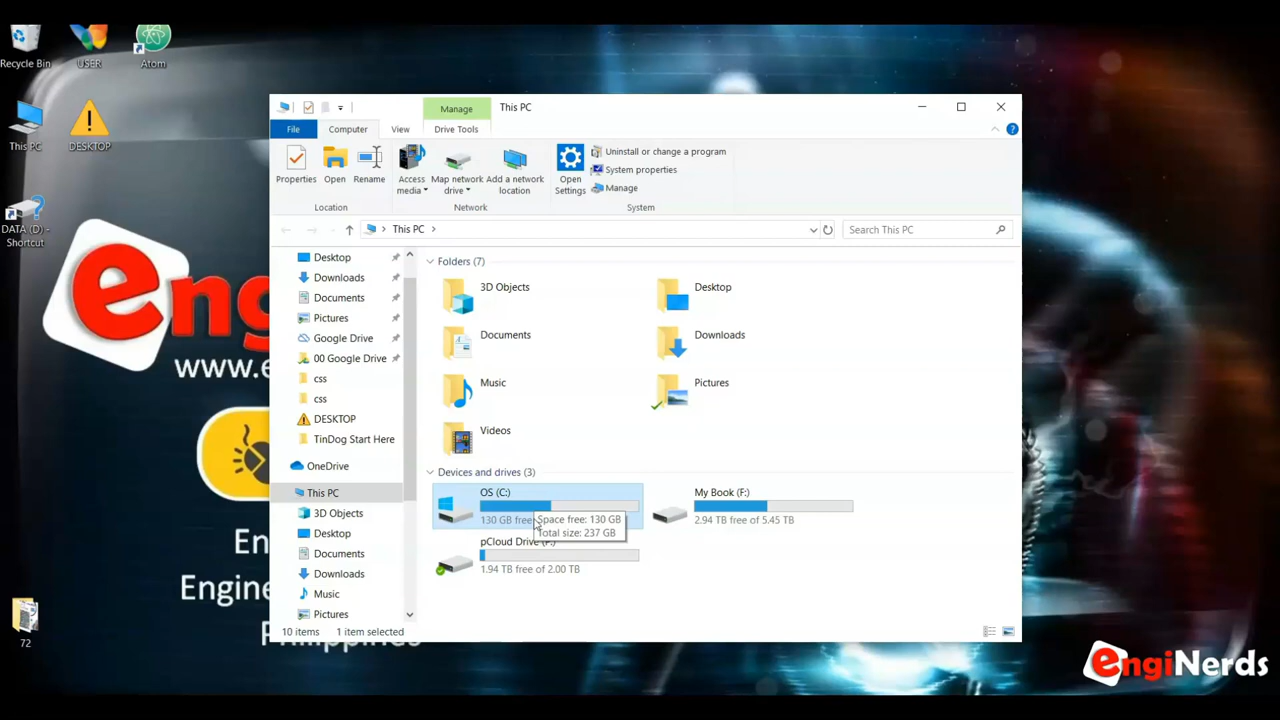 Recycle Bin
USER
Atom
This PC
DESKTOP
DATA (D) -
Shortcut
72
Manage
This PC
File
Computer
View
Drive Tools
Properties
Open
Rename
Access
media
Map network
drive
Add a network
location
Open
Settings
Uninstall or change a program
System properties
Manage
Location
Network
System
This PC
Search This PC
Desktop
Downloads
Documents
Pictures
Google Drive
00 Google Drive
css
css
DESKTOP
TinDog Start Here
OneDrive
This PC
3D Objects
Desktop
Documents
Downloads
Music
Pictures
Folders (7)
3D Objects
Desktop
Documents
Downloads
Music
Pictures
Videos
Devices and drives (3)
OS (C:)
130 GB free
Space free: 130 GB
Total size: 237 GB
My Book (F:)
2.94 TB free of 5.45 TB
pCloud Drive (P:)
1.94 TB free of 2.00 TB
10 items
1 item selected
eng
www.e
En
Engine
Philippines
engiNerds